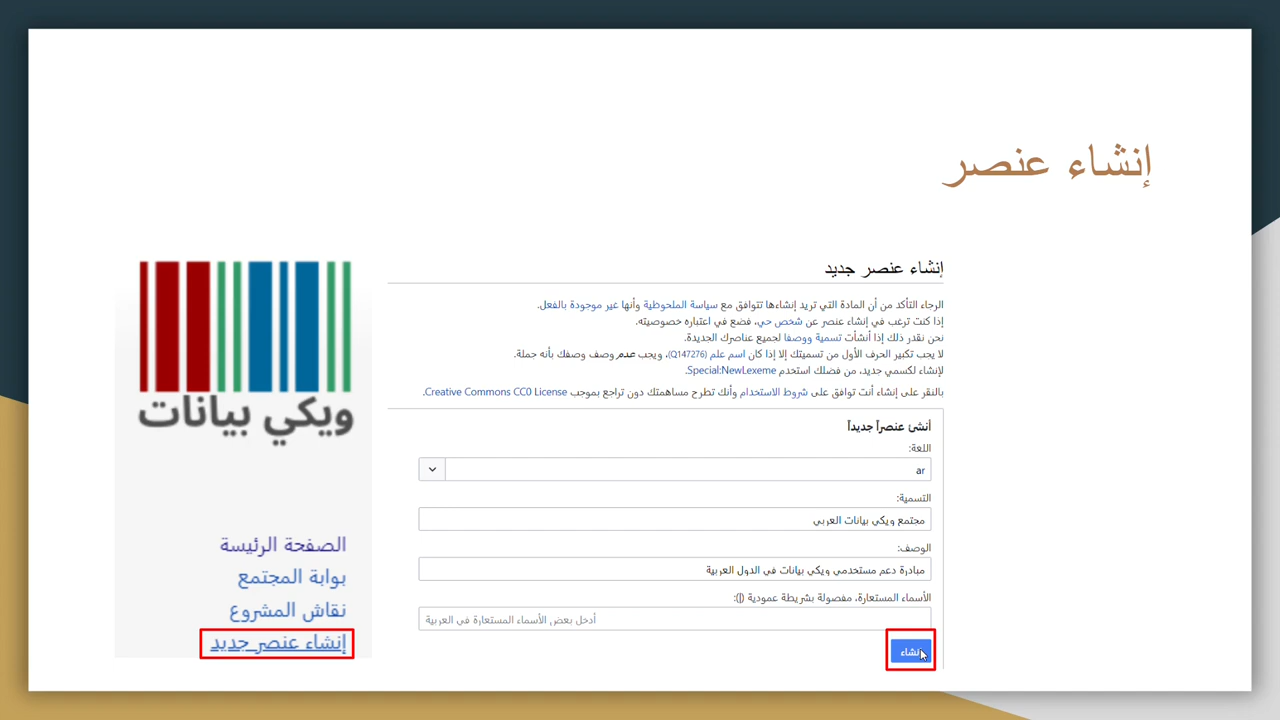 إنشاء عنصر
إنشاء عنصر جديد
الرجاء التأكد من أن المادة التي تريد إنشاءها تتوافق مع سياسة الملحوظية وأنها غير موجودة بالفعل.
إذا كنت ترغب في إنشاء عنصر عن شخص حي، فضع في اعتباره خصوصيته.
نحن نقدر ذلك إذا أنشأت تسمية ووصفا لجميع عناصرك الجديدة.
لا يجب تكبير الحرف الأول من تسميتك إلا إذا كان اسم علم (Q147276)، ويجب عدم وصف وصفك بأنه جملة.
لإنشاء لكسمي جديد، من فضلك استخدم Special:NewLexeme.
بالنقر على إنشاء أنت توافق على شروط الاستخدام وأنك تطرح مساهمتك دون تراجع بموجب Creative Commons CC0 License.
أنشئ عنصراً جديداً
اللغة:
ar
التسمية:
مجتمع ويكي بيانات العربي
الوصف:
مبادرة دعم مستخدمي ويكي بيانات في الدول العربية
الأسماء المستعارة، مفصولة بشريطة عمودية (|):
أدخل بعض الأسماء المستعارة في العربية
إنشاء
ويكي بيانات
الصفحة الرئيسة
بوابة المجتمع
نقاش المشروع
إنشاء عنصر جديد